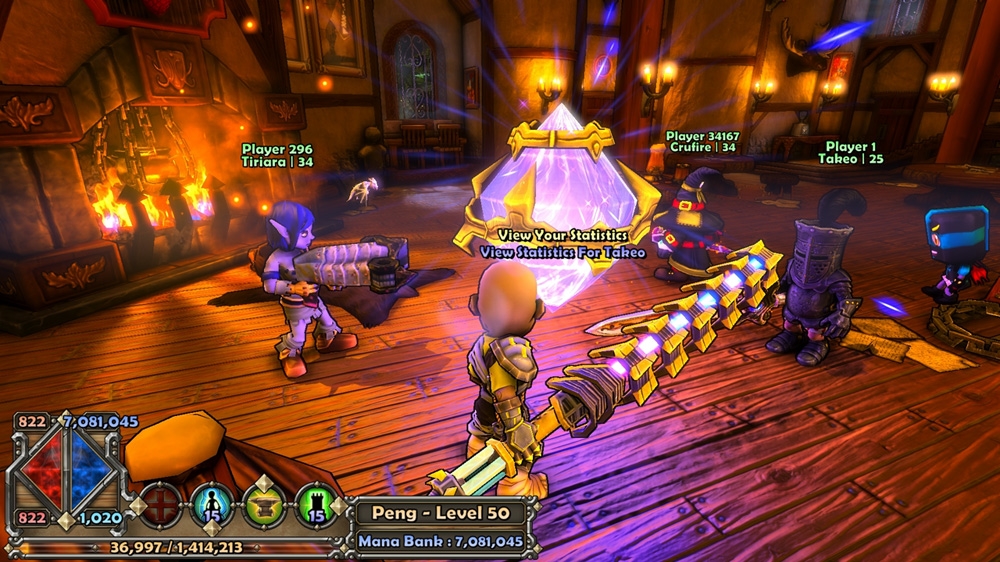 Player 296
Tiriara | 34
Player 34167
Crufire | 34
Player 1
Takeo | 25
View Your Statistics
View Statistics For Takeo
822
7,081,045
822
1,020
15
15
36,997 / 1,414,213
Peng - Level 50
Mana Bank : 7,081,045